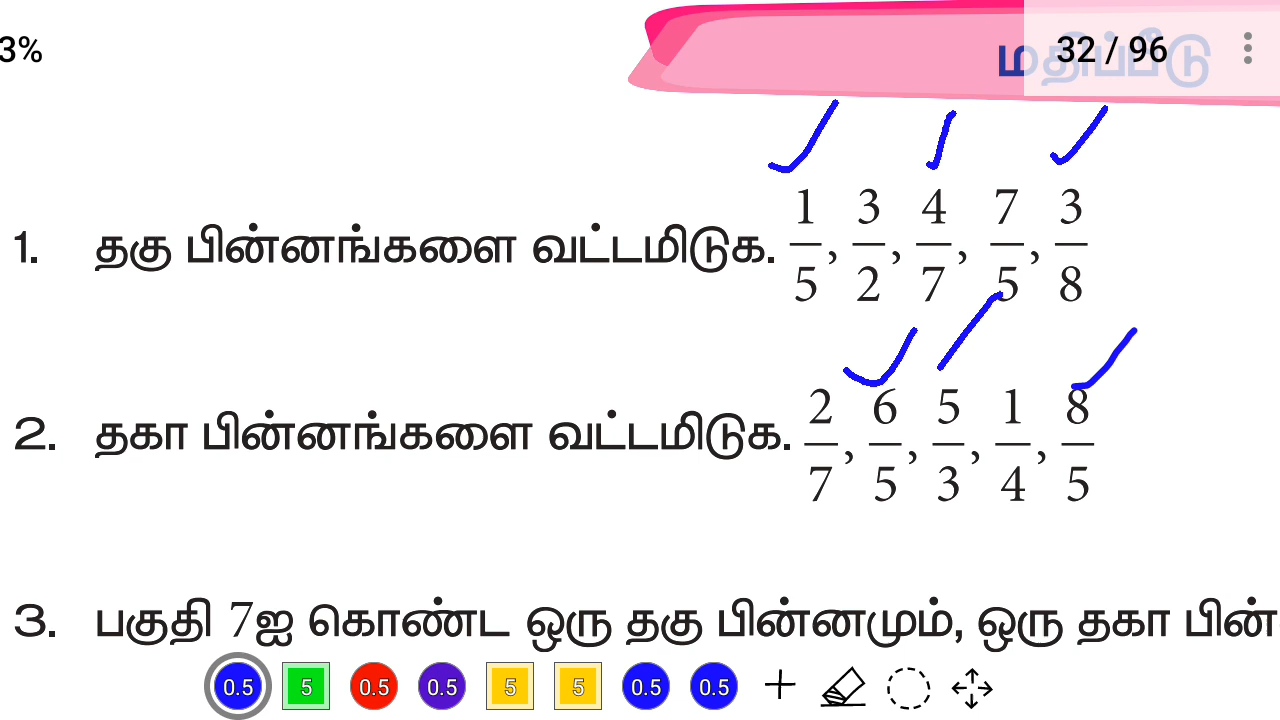 3%
மதிப்பீடு
32 / 96
1. தகு பின்னங்களை வட்டமிடுக. 1/5, 3/2, 4/7, 7/5, 3/8
2. தகா பின்னங்களை வட்டமிடுக. 2/7, 6/5, 5/3, 1/4, 8/5
3. பகுதி 7ஐ கொண்ட ஒரு தகு பின்னமும், ஒரு தகா பின்
0.5 5 0.5 0.5 5 5 0.5 0.5